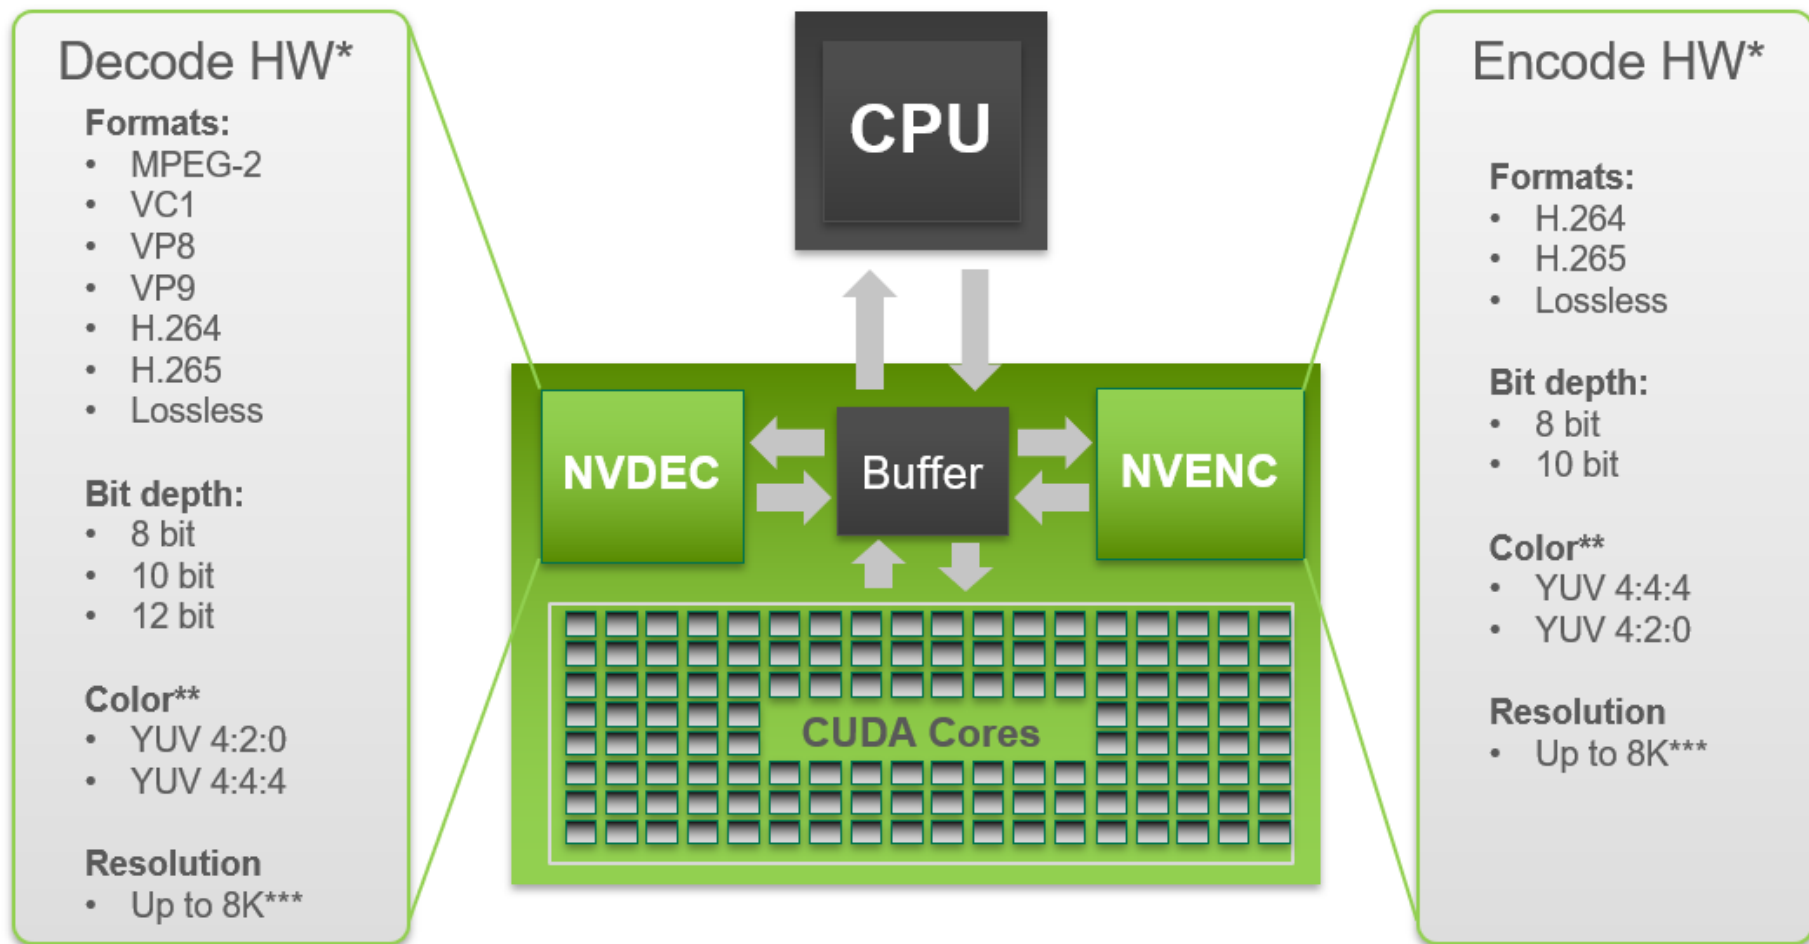 Decode HW*
Formats:
• MPEG-2
• VC1
• VP8
• VP9
• H.264
• H.265
• Lossless
Bit depth:
• 8 bit
• 10 bit
• 12 bit
Color**
• YUV 4:2:0
• YUV 4:4:4
Resolution
• Up to 8K***
CPU
NVDEC
Buffer
NVENC
CUDA Cores
Encode HW*
Formats:
• H.264
• H.265
• Lossless
Bit depth:
• 8 bit
• 10 bit
Color**
• YUV 4:4:4
• YUV 4:2:0
Resolution
• Up to 8K***